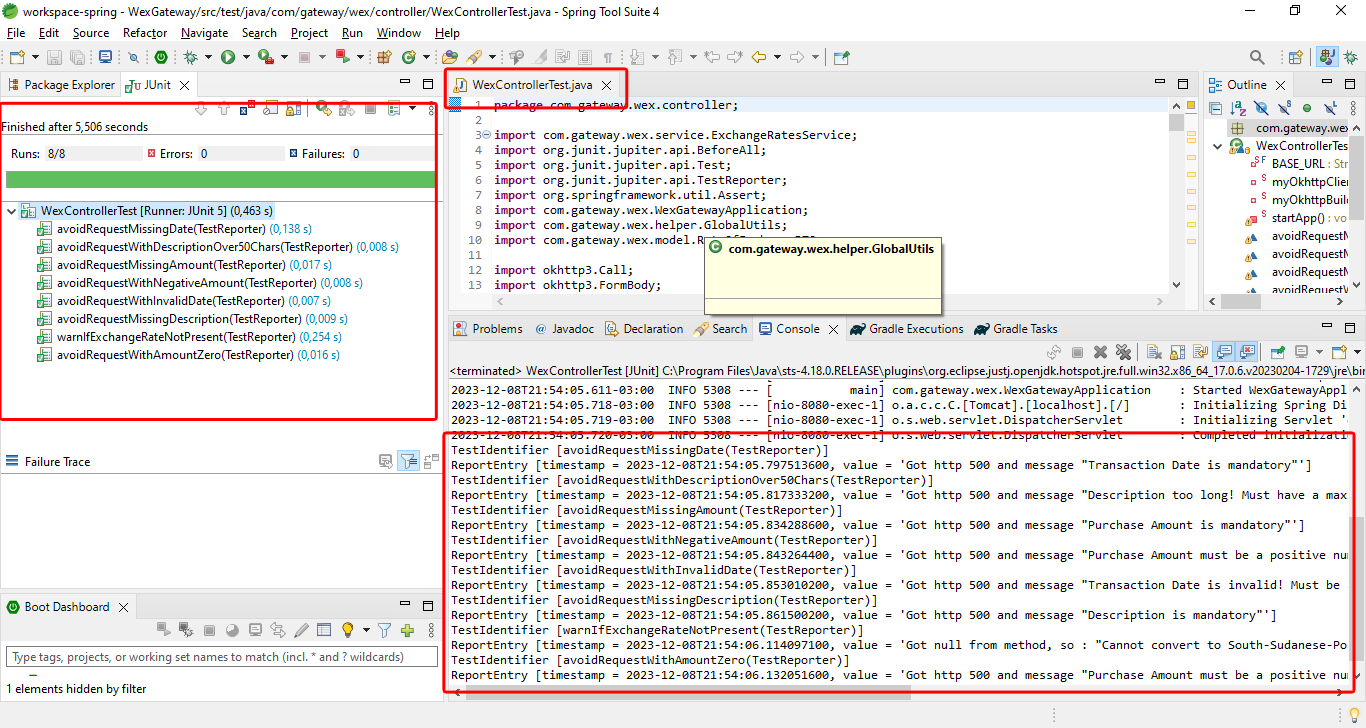 workspace-spring - WexGateway/src/test/java/com/gateway/wex/controller/WexControllerTest.java - Spring Tool Suite 4
File Edit Source Refactor Navigate Search Project Run Window Help
Package Explorer JUnit
Finished after 5,506 seconds
Runs: 8/8 Errors: 0 Failures: 0
WexControllerTest [Runner: JUnit 5] (0,463 s)
avoidRequestMissingDate(TestReporter) (0,138 s)
avoidRequestWithDescriptionOver50Chars(TestReporter) (0,008 s)
avoidRequestMissingAmount(TestReporter) (0,017 s)
avoidRequestWithNegativeAmount(TestReporter) (0,008 s)
avoidRequestWithInvalidDate(TestReporter) (0,007 s)
avoidRequestMissingDescription(TestReporter) (0,009 s)
warnIfExchangeRateNotPresent(TestReporter) (0,254 s)
avoidRequestWithAmountZero(TestReporter) (0,016 s)
Failure Trace
Boot Dashboard
Type tags, projects, or working set names to match (incl. * and ? wildcards)
1 elements hidden by filter
WexControllerTest.java
1 package com.gateway.wex.controller;
2
3 import com.gateway.wex.service.ExchangeRatesService;
4 import org.junit.jupiter.api.BeforeAll;
5 import org.junit.jupiter.api.Test;
6 import org.junit.jupiter.api.TestReporter;
7 import org.springframework.util.Assert;
8 import com.gateway.wex.WexGatewayApplication;
9 import com.gateway.wex.helper.GlobalUtils;
10 import com.gateway.wex.model.
11
12 import okhttp3.Call;
13 import okhttp3.FormBody;
com.gateway.wex.helper.GlobalUtils
Outline
com.gateway.wex
WexControllerTes
BASE_URL : Stri
myOkhttpClie
myOkhttpBuil
startApp() : vo
avoidRequestM
avoidRequestW
avoidRequestM
avoidRequestW
Problems Javadoc Declaration Search Console Gradle Executions Gradle Tasks
<terminated> WexControllerTest [JUnit] C:\Program Files\Java\sts-4.18.0.RELEASE\plugins\org.eclipse.justj.openjdk.hotspot.jre.full.win32.x86_64_17.0.6.v20230204-1729\jre\bin
2023-12-08T21:54:05.611-03:00 INFO 5308 --- [ main] com.gateway.wex.WexGatewayApplication : Started WexGatewayAppl
2023-12-08T21:54:05.718-03:00 INFO 5308 --- [nio-8080-exec-1] o.a.c.c.C.[Tomcat].[localhost].[/] : Initializing Spring Di
2023-12-08T21:54:05.719-03:00 INFO 5308 --- [nio-8080-exec-1] o.s.web.servlet.DispatcherServlet : Initializing Servlet '
2023-12-08T21:54:05.720-03:00 INFO 5308 --- [nio-8080-exec-1] o.s.web.servlet.DispatcherServlet : Completed initializati
TestIdentifier [avoidRequestMissingDate(TestReporter)]
ReportEntry [timestamp = 2023-12-08T21:54:05.797513600, value = 'Got http 500 and message "Transaction Date is mandatory"']
TestIdentifier [avoidRequestWithDescriptionOver50Chars(TestReporter)]
ReportEntry [timestamp = 2023-12-08T21:54:05.817333200, value = 'Got http 500 and message "Description too long! Must have a max
TestIdentifier [avoidRequestMissingAmount(TestReporter)]
ReportEntry [timestamp = 2023-12-08T21:54:05.834288600, value = 'Got http 500 and message "Purchase Amount is mandatory"']
TestIdentifier [avoidRequestWithNegativeAmount(TestReporter)]
ReportEntry [timestamp = 2023-12-08T21:54:05.843264400, value = 'Got http 500 and message "Purchase Amount must be a positive nu
TestIdentifier [avoidRequestWithInvalidDate(TestReporter)]
ReportEntry [timestamp = 2023-12-08T21:54:05.853010200, value = 'Got http 500 and message "Transaction Date is invalid! Must be
TestIdentifier [avoidRequestMissingDescription(TestReporter)]
ReportEntry [timestamp = 2023-12-08T21:54:05.861500200, value = 'Got http 500 and message "Description is mandatory"']
TestIdentifier [warnIfExchangeRateNotPresent(TestReporter)]
ReportEntry [timestamp = 2023-12-08T21:54:06.114097100, value = 'Got null from method, so : "Cannot convert to South-Sudanese-Po
TestIdentifier [avoidRequestWithAmountZero(TestReporter)]
ReportEntry [timestamp = 2023-12-08T21:54:06.132051600, value = 'Got http 500 and message "Purchase Amount must be a positive nu